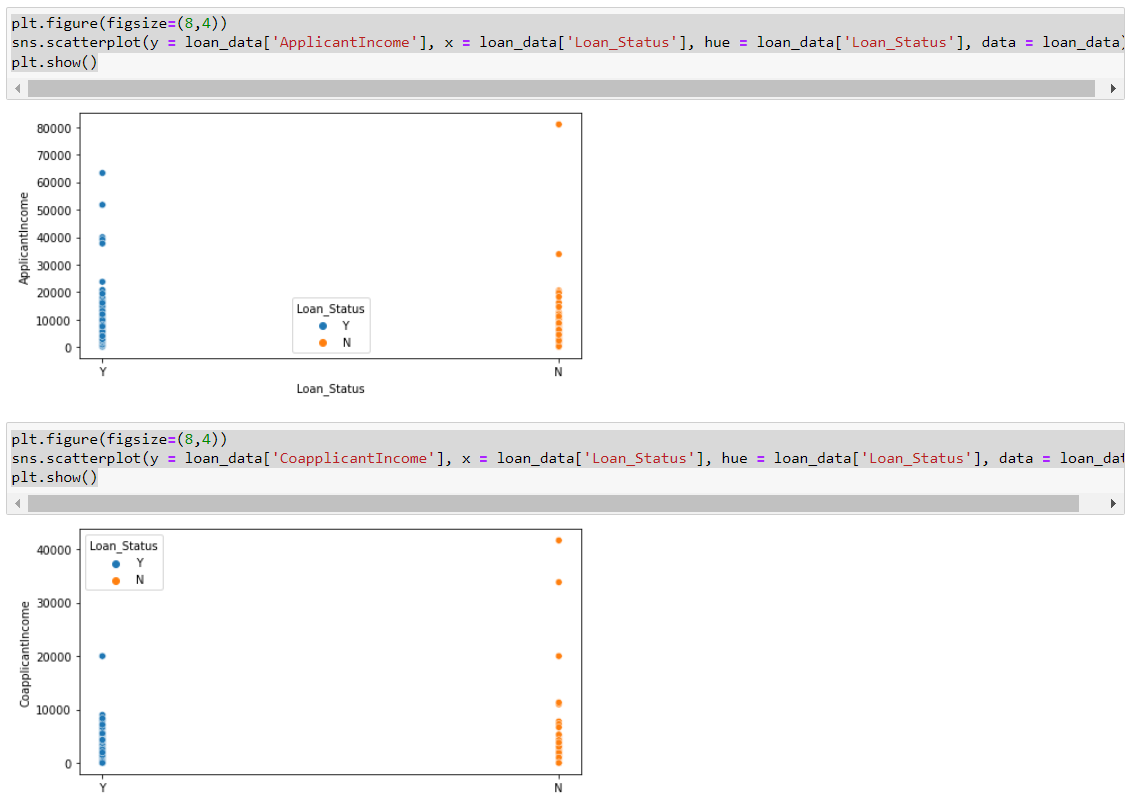 plt.figure(figsize=(8,4))
sns.scatterplot(y = loan_data['ApplicantIncome'], x = loan_data['Loan_Status'], hue = loan_data['Loan_Status'], data = loan_data)
plt.show()
80000
70000
60000
50000
40000
30000
20000
10000
0
ApplicantIncome
Loan_Status
Y
N
Y
N
Loan_Status
plt.figure(figsize=(8,4))
sns.scatterplot(y = loan_data['CoapplicantIncome'], x = loan_data['Loan_Status'], hue = loan_data['Loan_Status'], data = loan_dat
plt.show()
Loan_Status
Y
N
40000
30000
20000
10000
0
CoapplicantIncome
Y
N